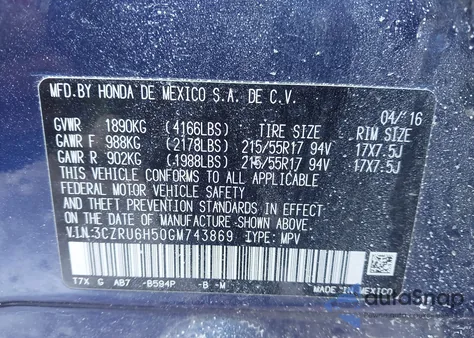 MFD.BY HONDA DE MEXICO S.A. DE C.V.
04/'16
GVWR 1890KG (4166LBS) TIRE SIZE RIM SIZE
GAWR F 988KG (2178LBS) 215/55R17 94V 17X7.5J
GAWR R 902KG (1988LBS) 215/55R17 94V 17X7.5J
THIS VEHICLE CONFORMS TO ALL APPLICABLE
FEDERAL MOTOR VEHICLE SAFETY
AND THEFT PREVENTION STANDARDS IN EFFECT
ON THE DATE OF MANUFACTURE SHOWN ABOVE.
V.I.N:3CZRU6H50GM743869 TYPE: MPV
17X G AB7 -B594P -B -M
MADE IN MEXICO
autoSnap